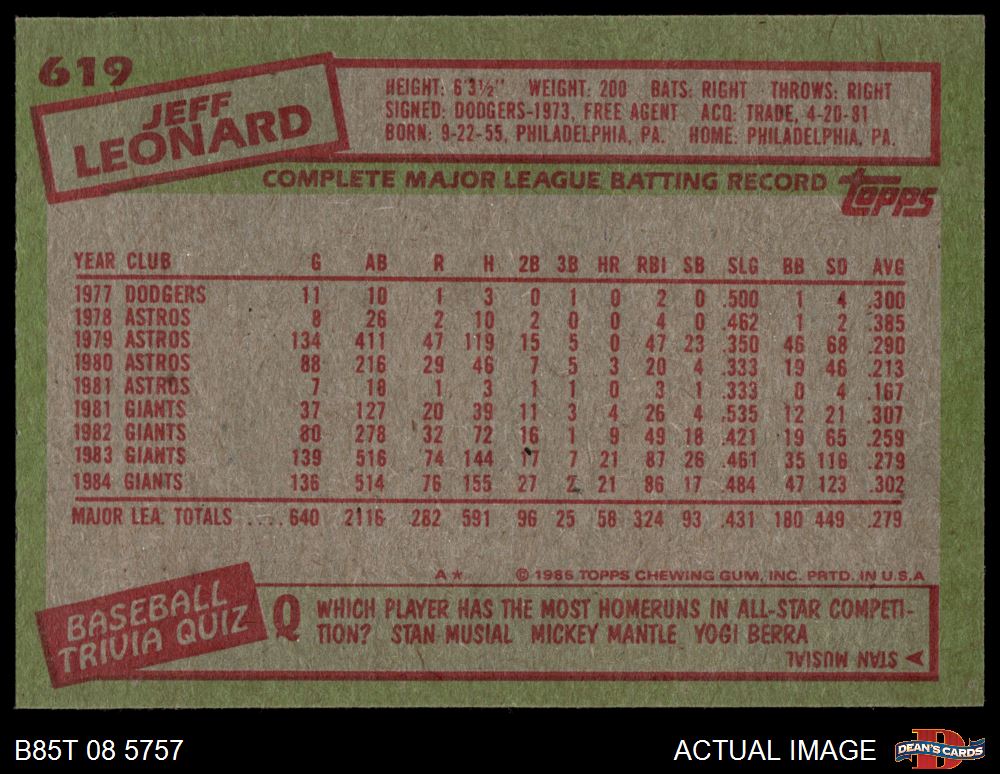 619
JEFF
LEONARD
HEIGHT: 6'3½" WEIGHT: 200 BATS: RIGHT THROWS: RIGHT
SIGNED: DODGERS-1973, FREE AGENT ACQ: TRADE, 4-20-81
BORN: 9-22-55, PHILADELPHIA, PA. HOME: PHILADELPHIA, PA.
COMPLETE MAJOR LEAGUE BATTING RECORD topps
YEAR CLUB G AB R H 2B 3B HR RBI SB SLG BB SO AVG
1977 DODGERS 11 10 1 3 0 1 0 2 0 .500 1 4 .300
1978 ASTROS 8 26 2 10 2 0 0 4 0 .462 1 2 .385
1979 ASTROS 134 411 47 119 15 5 0 47 23 .350 46 68 .290
1980 ASTROS 88 216 29 46 7 5 3 20 4 .333 19 46 .213
1981 ASTROS 7 18 1 3 1 1 0 3 1 .333 0 4 .167
1981 GIANTS 37 127 20 39 11 3 4 26 4 .535 12 21 .307
1982 GIANTS 80 278 32 72 16 1 9 49 18 .421 19 65 .259
1983 GIANTS 139 516 74 144 17 7 21 87 26 .461 35 116 .279
1984 GIANTS 136 514 76 155 27 2 21 86 17 .484 47 123 .302
MAJOR LEA. TOTALS .... 640 2116 282 591 96 25 58 324 93 .431 180 449 .279
A* © 1985 TOPPS CHEWING GUM, INC. PRTD. IN U.S.A
BASEBALL
TRIVIA QUIZ
Q WHICH PLAYER HAS THE MOST HOMERUNS IN ALL-STAR COMPETI-
TION? STAN MUSIAL MICKEY MANTLE YOGI BERRA
STAN MUSIAL
B85T 08 5757 ACTUAL IMAGE DEAN'S CARDS